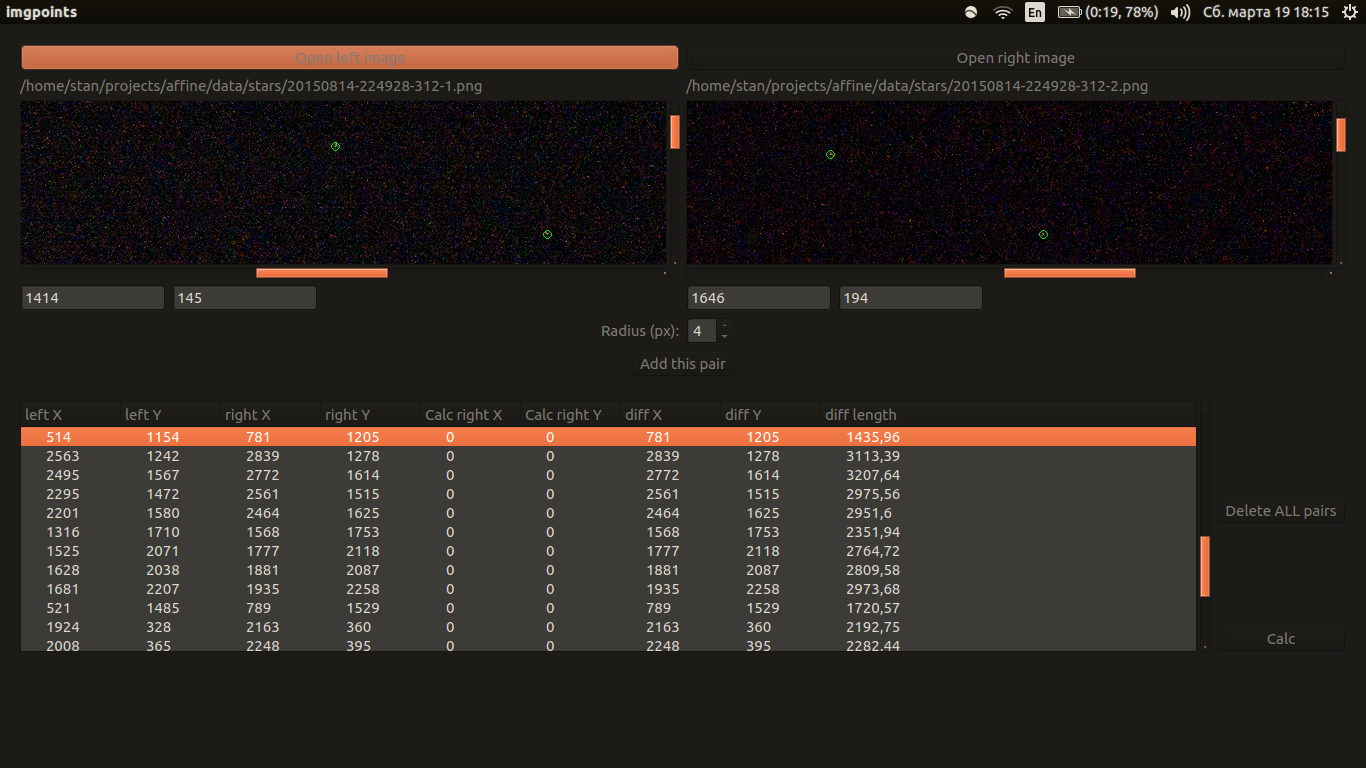 imgpoints En (0:19, 78%) Сб. марта 19 18:15
Open left image Open right image
/home/stan/projects/affine/data/stars/20150814-224928-312-1.png /home/stan/projects/affine/data/stars/20150814-224928-312-2.png
1414 145 1646 194
Radius (px): 4
Add this pair
left X left Y right X right Y Calc right X Calc right Y diff X diff Y diff length
514 1154 781 1205 0 0 781 1205 1435,96
2563 1242 2839 1278 0 0 2839 1278 3113,39
2495 1567 2772 1614 0 0 2772 1614 3207,64
2295 1472 2561 1515 0 0 2561 1515 2975,56
2201 1580 2464 1625 0 0 2464 1625 2951,6
Delete ALL pairs
1316 1710 1568 1753 0 0 1568 1753 2351,94
1525 2071 1777 2118 0 0 1777 2118 2764,72
1628 2038 1881 2087 0 0 1881 2087 2809,58
1681 2207 1935 2258 0 0 1935 2258 2973,68
521 1485 789 1529 0 0 789 1529 1720,57
1924 328 2163 360 0 0 2163 360 2192,75
2008 365 2248 395 0 0 2248 395 2282,44
Calc